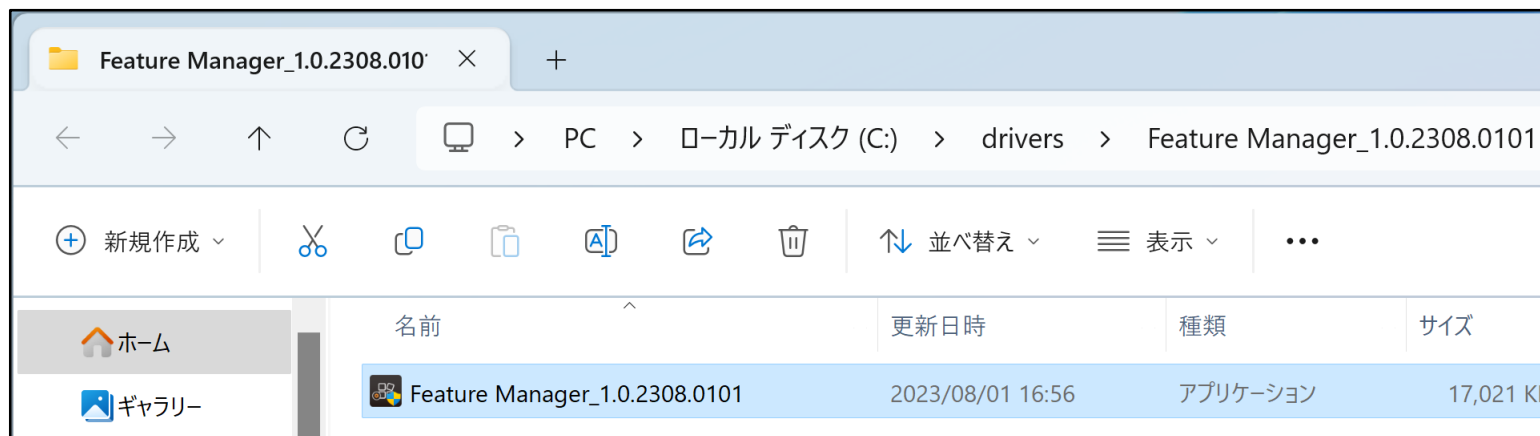 Feature Manager_1.0.2308.010
PC > ローカル ディスク (C:) > drivers > Feature Manager_1.0.2308.0101
新規作成 並べ替え 表示
名前 更新日時 種類 サイズ
ホーム
Feature Manager_1.0.2308.0101 2023/08/01 16:56 アプリケーション 17,021 K
ギャラリー